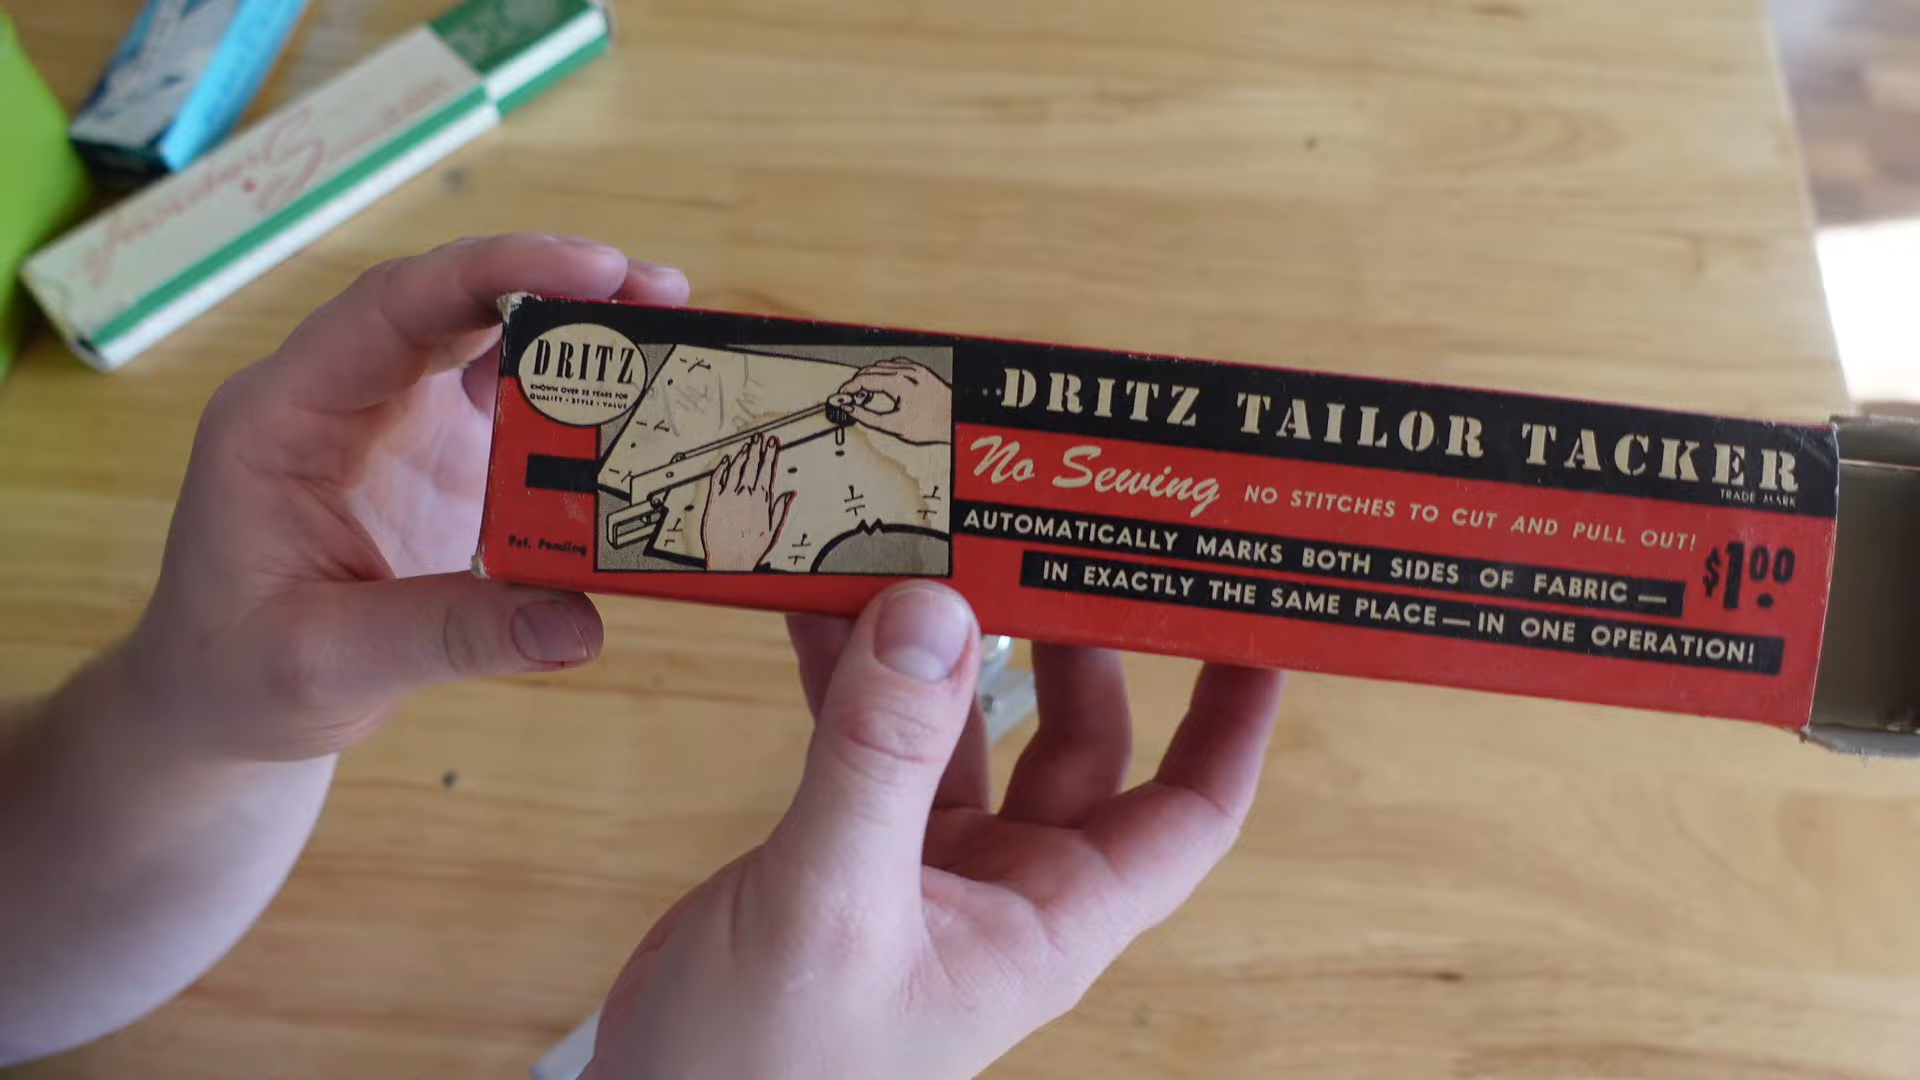 DRITZ
KNOWN OVER 25 YEARS FOR
QUALITY • STYLE • VALUE
Pat. Pending
DRITZ TAILOR TACKER
TRADE MARK
No Sewing NO STITCHES TO CUT AND PULL OUT!
AUTOMATICALLY MARKS BOTH SIDES OF FABRIC —
IN EXACTLY THE SAME PLACE — IN ONE OPERATION!
$1.00